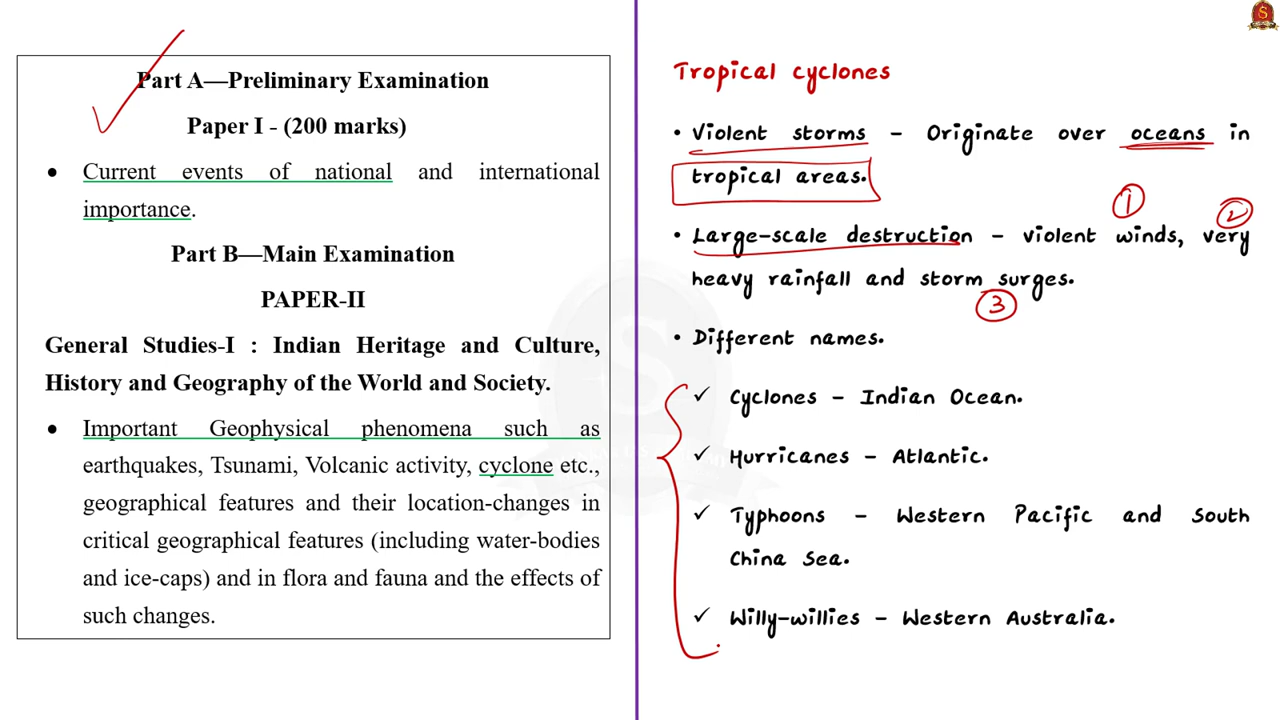 Part A—Preliminary Examination
Paper I - (200 marks)
• Current events of national and international
importance.
Part B—Main Examination
PAPER-II
General Studies-I : Indian Heritage and Culture,
History and Geography of the World and Society.
• Important Geophysical phenomena such as
earthquakes, Tsunami, Volcanic activity, cyclone etc.,
geographical features and their location-changes in
critical geographical features (including water-bodies
and ice-caps) and in flora and fauna and the effects of
such changes.
Tropical cyclones
• Violent storms – Originate over oceans in
tropical areas.
1 2
• Large-scale destruction – violent winds, very
heavy rainfall and storm surges.
3
• Different names.
✓ Cyclones – Indian Ocean.
✓ Hurricanes – Atlantic.
✓ Typhoons – Western Pacific and South
China Sea.
✓ Willy-willies – Western Australia.